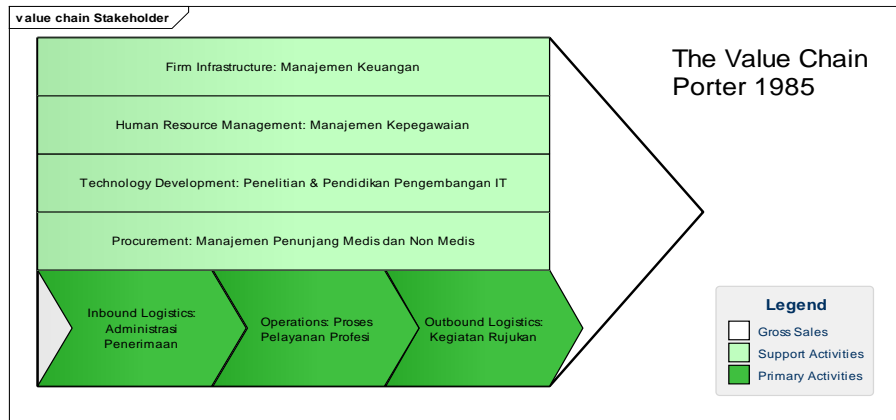 value chain Stakeholder
The Value Chain
Porter 1985
Firm Infrastructure: Manajemen Keuangan
Human Resource Management: Manajemen Kepegawaian
Technology Development: Penelitian & Pendidikan Pengembangan IT
Procurement: Manajemen Penunjang Medis dan Non Medis
Inbound Logistics:
Administrasi
Penerimaan
Operations: Proses
Pelayanan Profesi
Outbound Logistics:
Kegiatan Rujukan
Legend
Gross Sales
Support Activities
Primary Activities